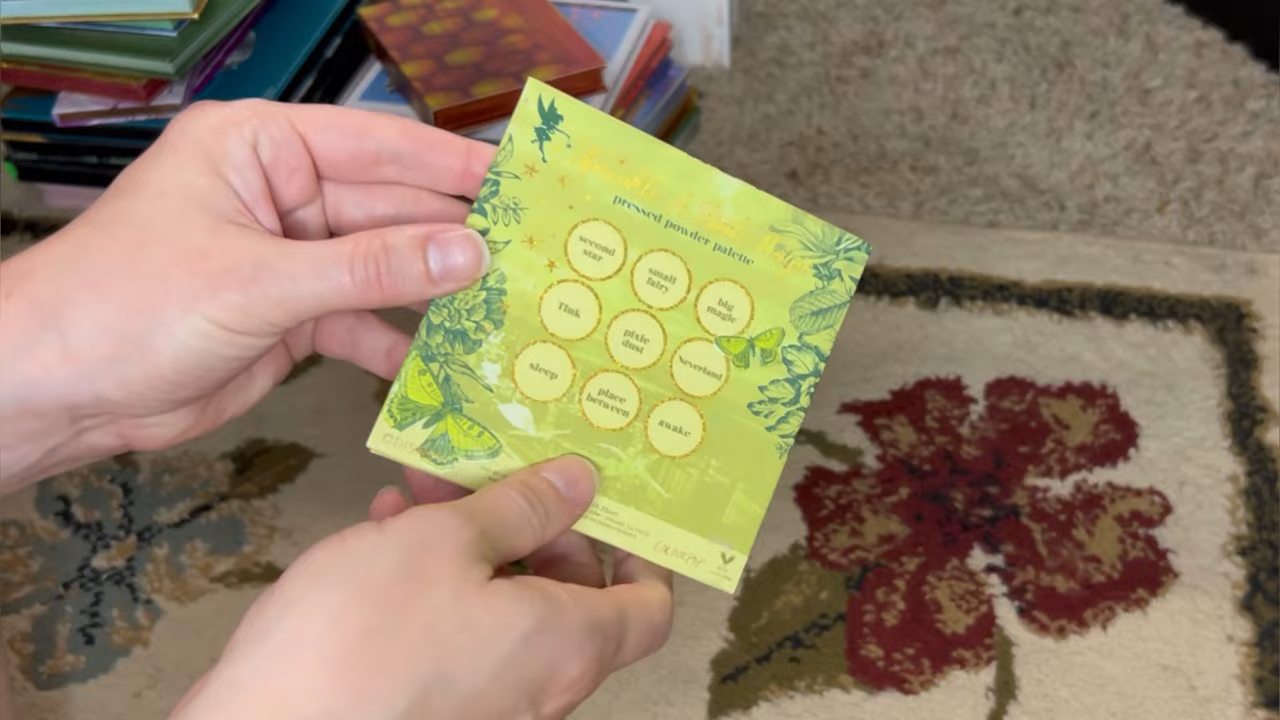 pressed powder palette
second
star
small
fairy
big
magic
Tink
pixie
dust
Neverland
sleep
place
between
awake